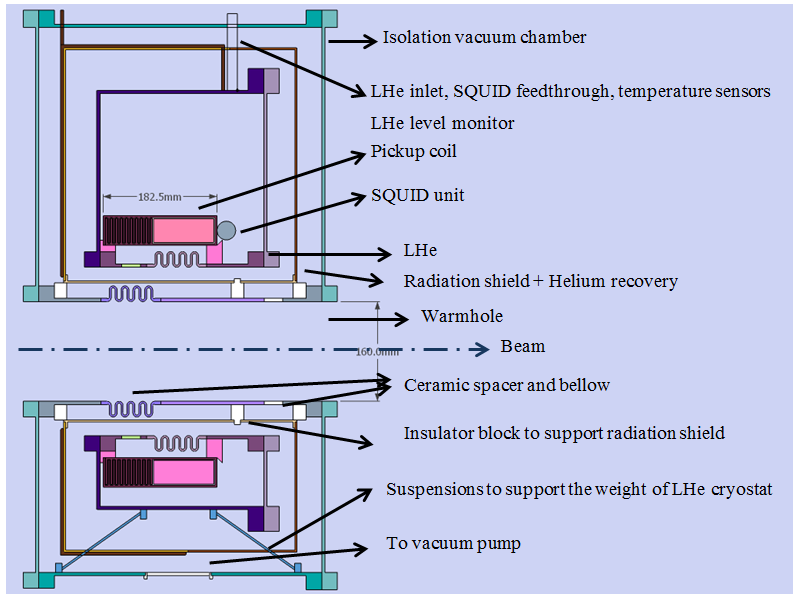 Isolation vacuum chamber
LHe inlet, SQUID feedthrough, temperature sensors
LHe level monitor
Pickup coil
182.5mm
SQUID unit
LHe
Radiation shield + Helium recovery
Warmhole
Beam
160.0mm
Ceramic spacer and bellow
Insulator block to support radiation shield
Suspensions to support the weight of LHe cryostat
To vacuum pump